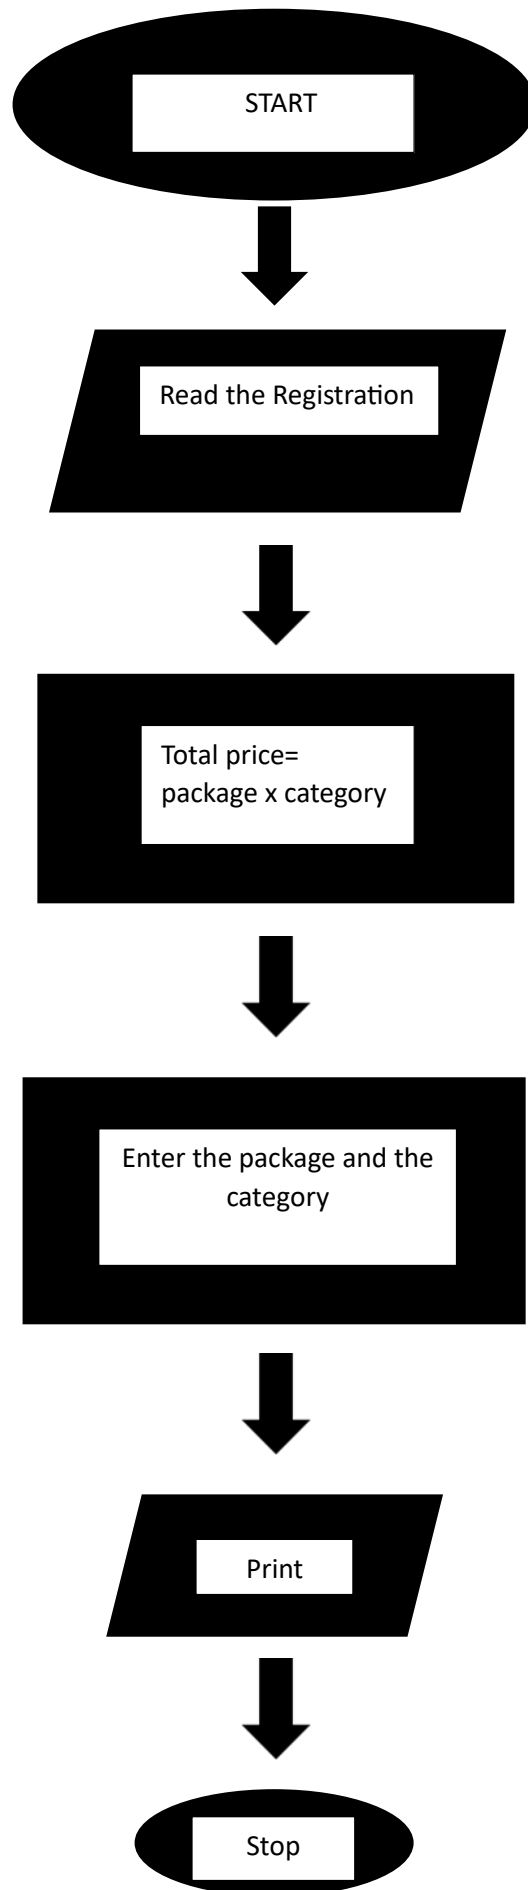 START
Read the Registration
Total price=
package x category
Enter the package and the
category
Print
Stop